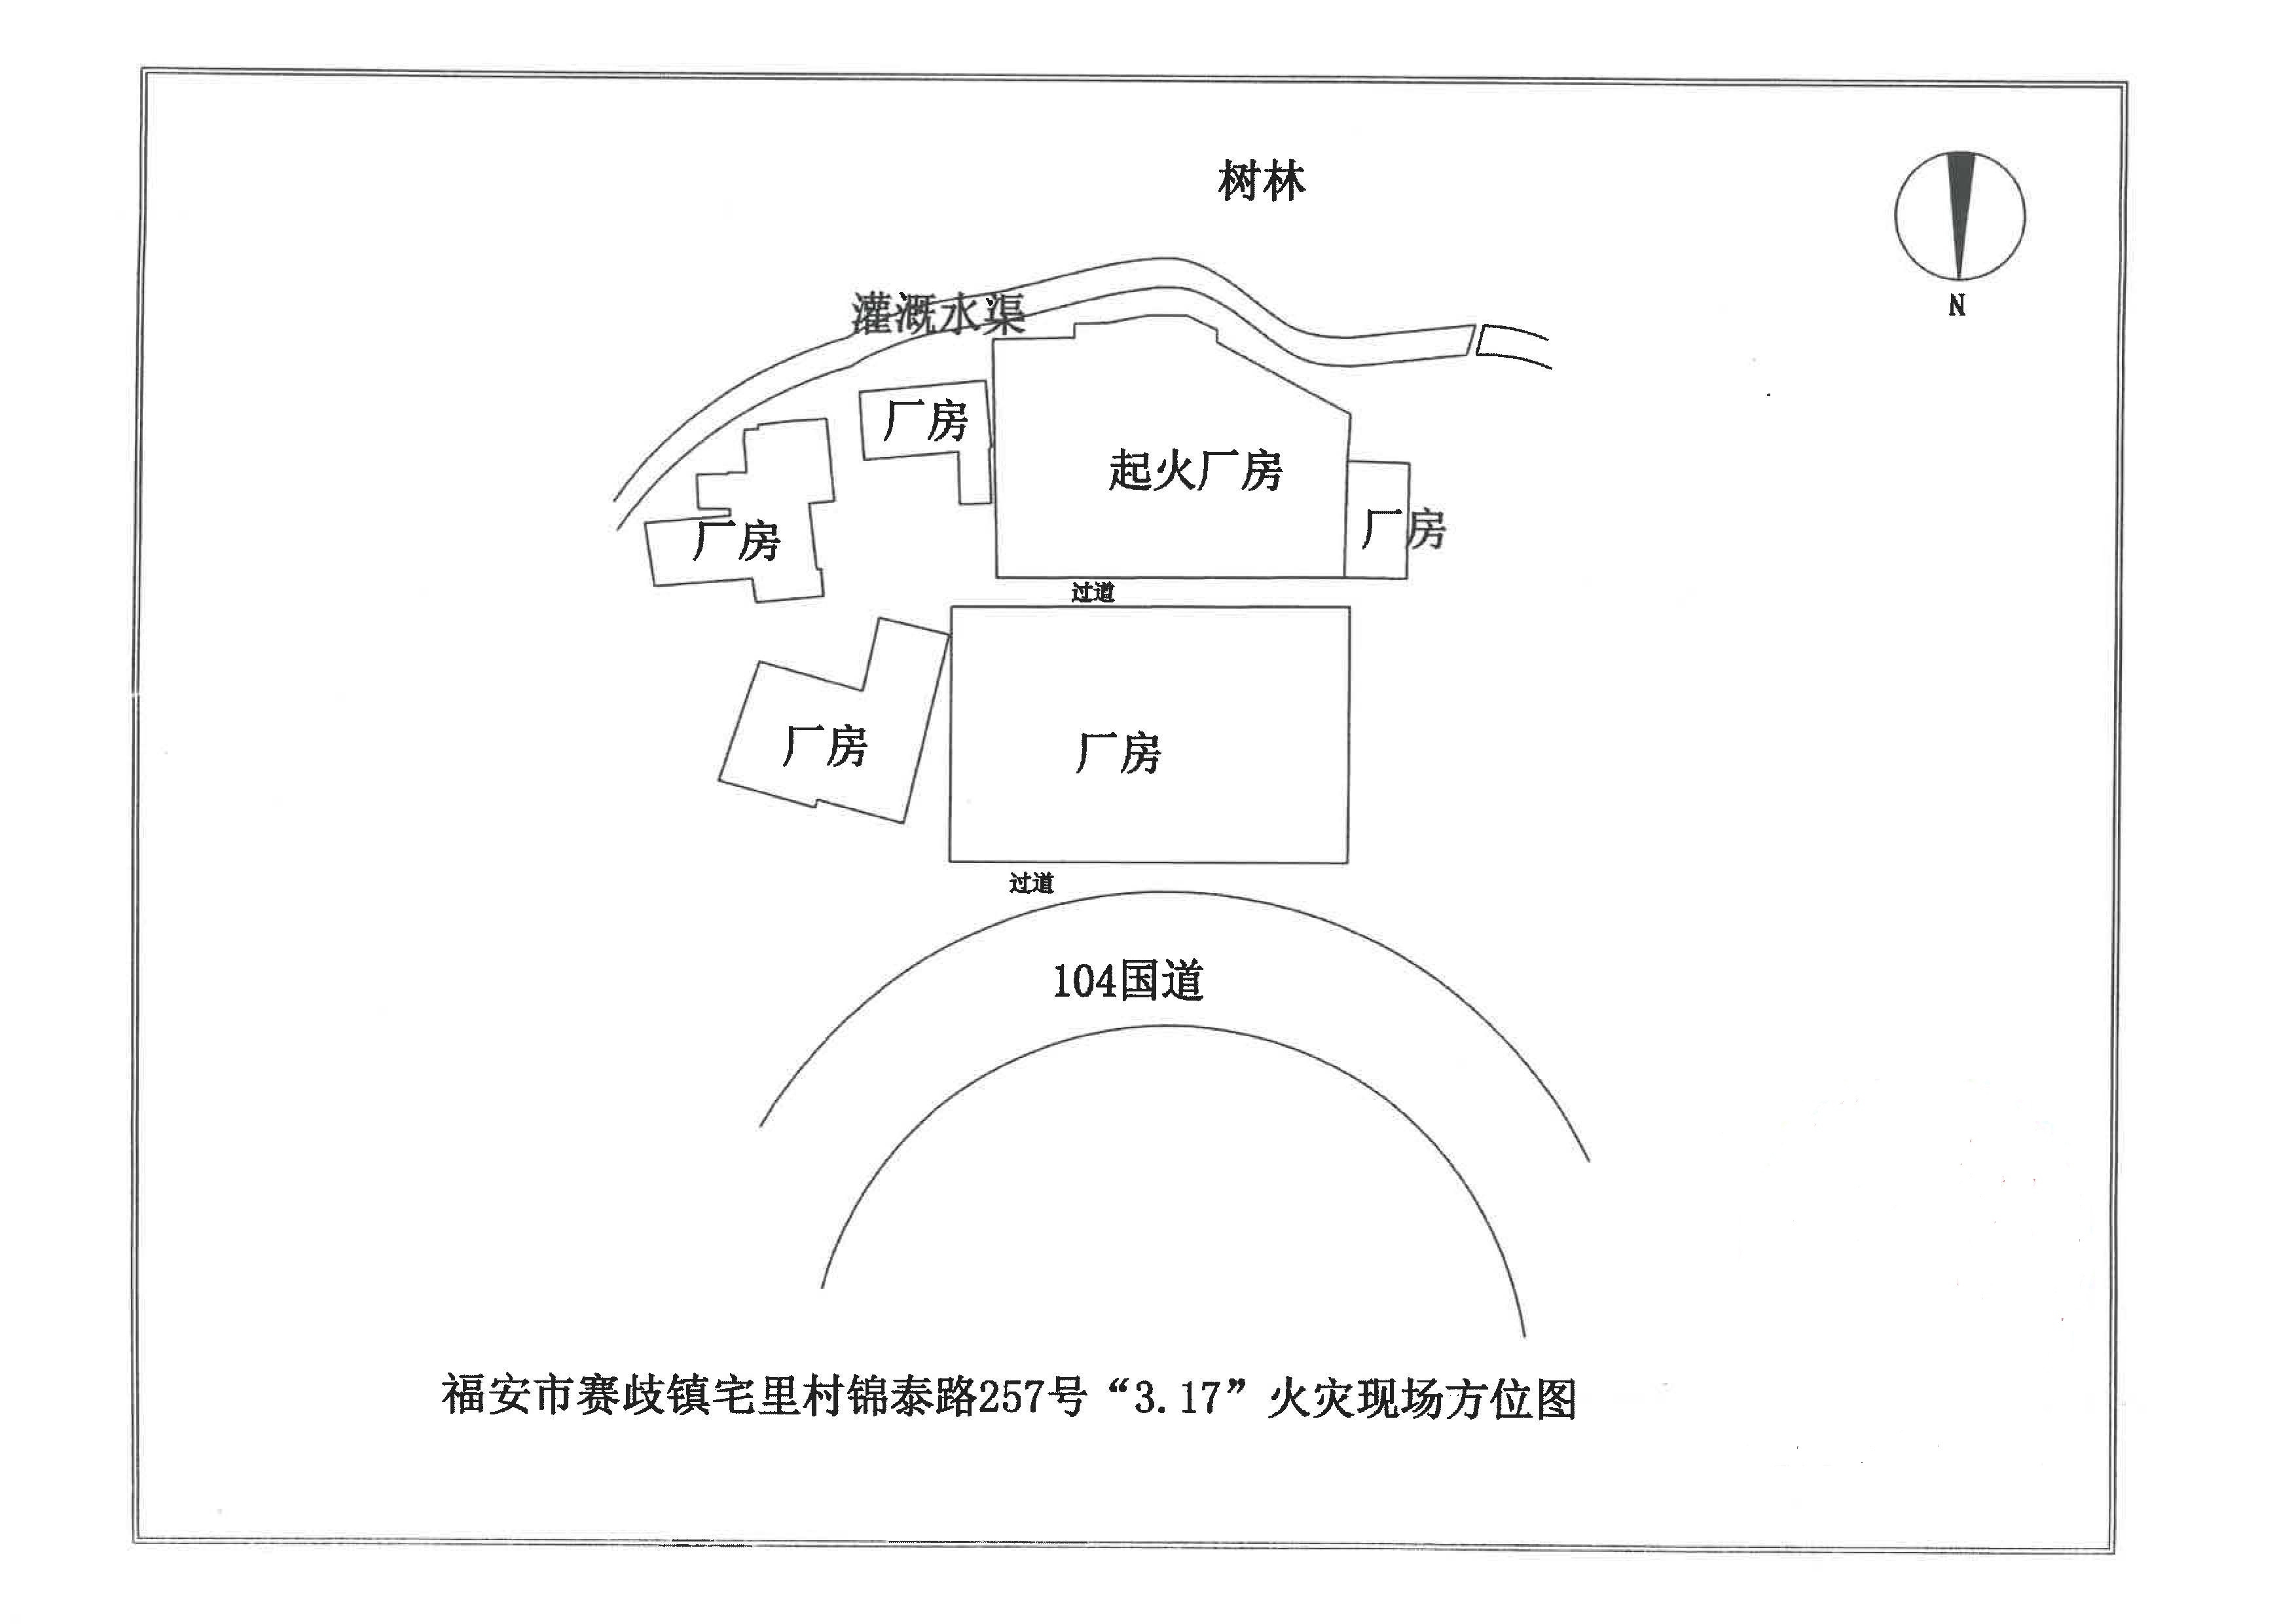 树林
N
灌溉水渠
厂房
起火厂房
厂房
厂房
过道
厂房
厂房
过道
104国道
福安市赛歧镇宅里村锦泰路257号“3.17”火灾现场方位图